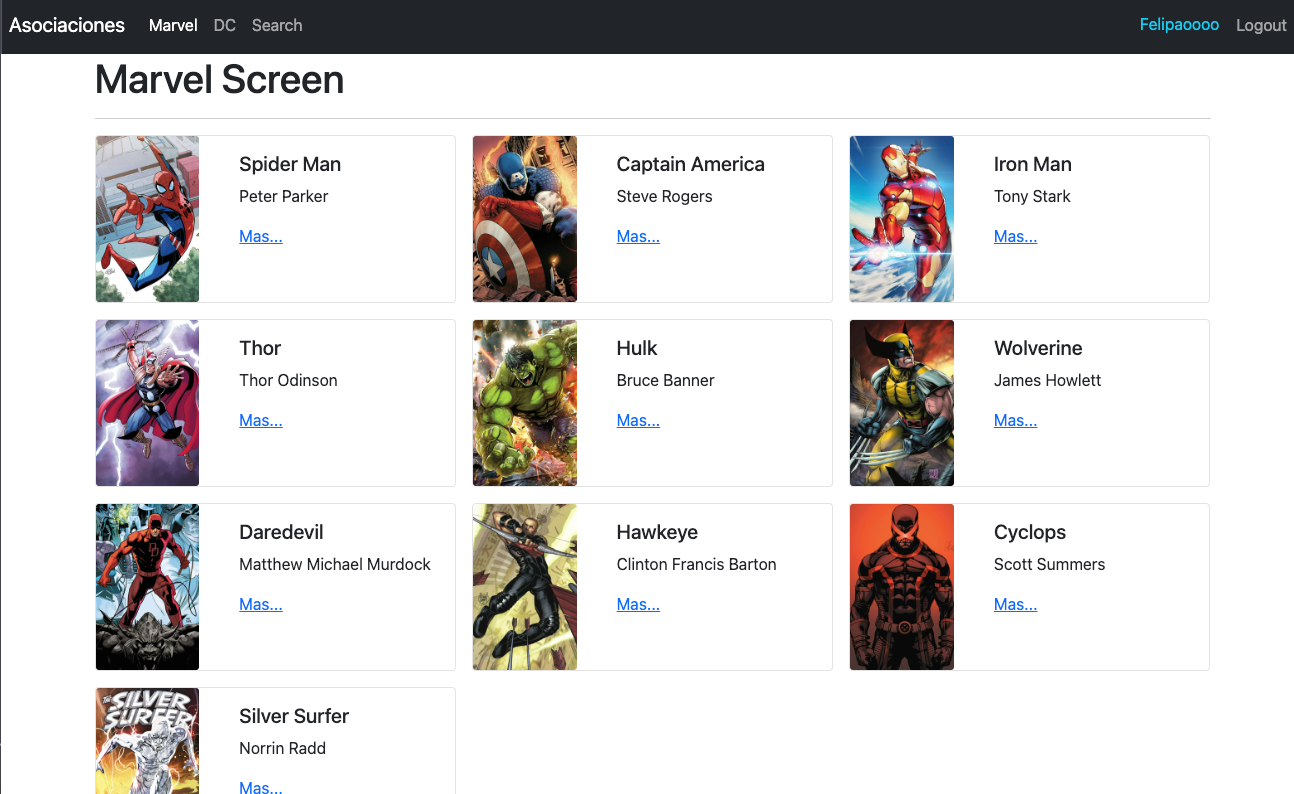 Asociaciones Marvel DC Search Felipaoooo Logout
Marvel Screen
Spider Man
Peter Parker
Mas...
Captain America
Steve Rogers
Mas...
Iron Man
Tony Stark
Mas...
Thor
Thor Odinson
Mas...
Hulk
Bruce Banner
Mas...
Wolverine
James Howlett
Mas...
Daredevil
Matthew Michael Murdock
Mas...
Hawkeye
Clinton Francis Barton
Mas...
Cyclops
Scott Summers
Mas...
THE SILVER
SURFER
Silver Surfer
Norrin Radd
Mas...